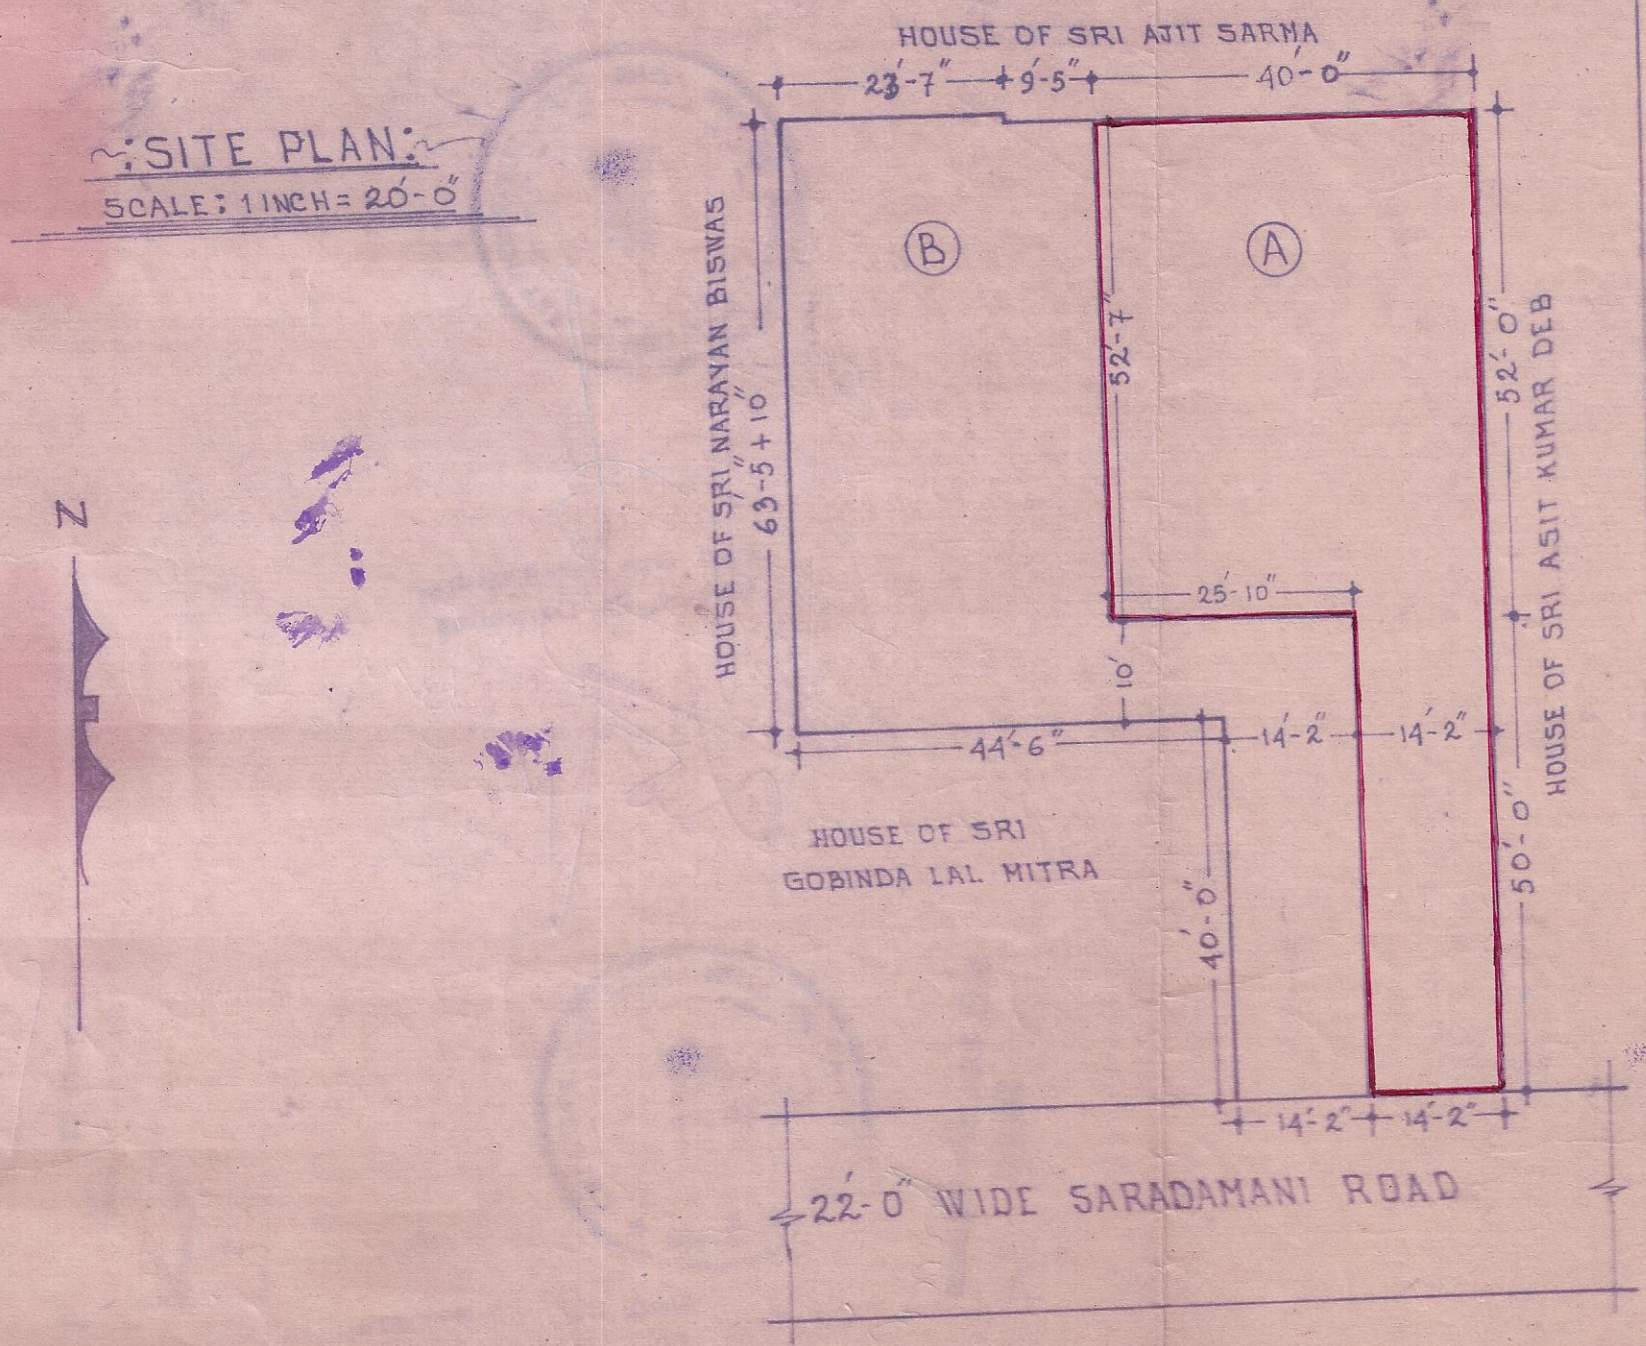 HOUSE OF SRI AJIT SARMA
23'-7" 9'-5" 40'-0"
~:SITE PLAN:~
SCALE: 1 INCH = 20'-0"
B
A
HOUSE OF SRI NARAYAN BISWAS
63'-5"+10"
52'-7"
52'-0"
HOUSE OF SRI ASIT KUMAR DEB
N
25'-10"
10'
44'-6" 14'-2" 14'-2"
HOUSE OF SRI
GOBINDA LAL MITRA
40'-0"
50'-0"
14'-2" 14'-2"
22'-0" WIDE SARADAMANI ROAD